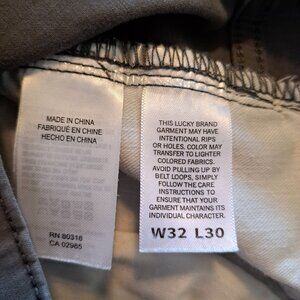 MADE IN CHINA
FABRIQUÉ EN CHINE
HECHO EN CHINA
RN 80318
CA 02985
THIS LUCKY BRAND
GARMENT MAY HAVE
INTENTIONAL RIPS
OR HOLES. COLOR MAY
TRANSFER TO LIGHTER
COLORED FABRICS.
AVOID PULLING UP BY
BELT LOOPS, SIMPLY
FOLLOW THE CARE
INSTRUCTIONS TO
ENSURE THAT YOUR
GARMENT MAINTAINS ITS
INDIVIDUAL CHARACTER.
W32 L30